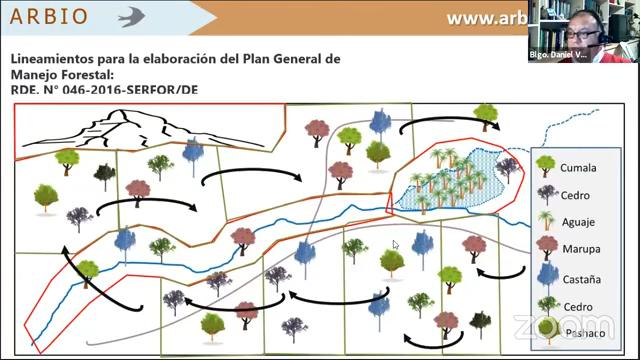 ARBIO
www.arb
Blgo. Daniel V...
Lineamientos para la elaboración del Plan General de
Manejo Forestal:
RDE. N° 046-2016-SERFOR/DE
Cumala
Cedro
Aguaje
Marupa
Castaña
Cedro
Pashaco
zoom